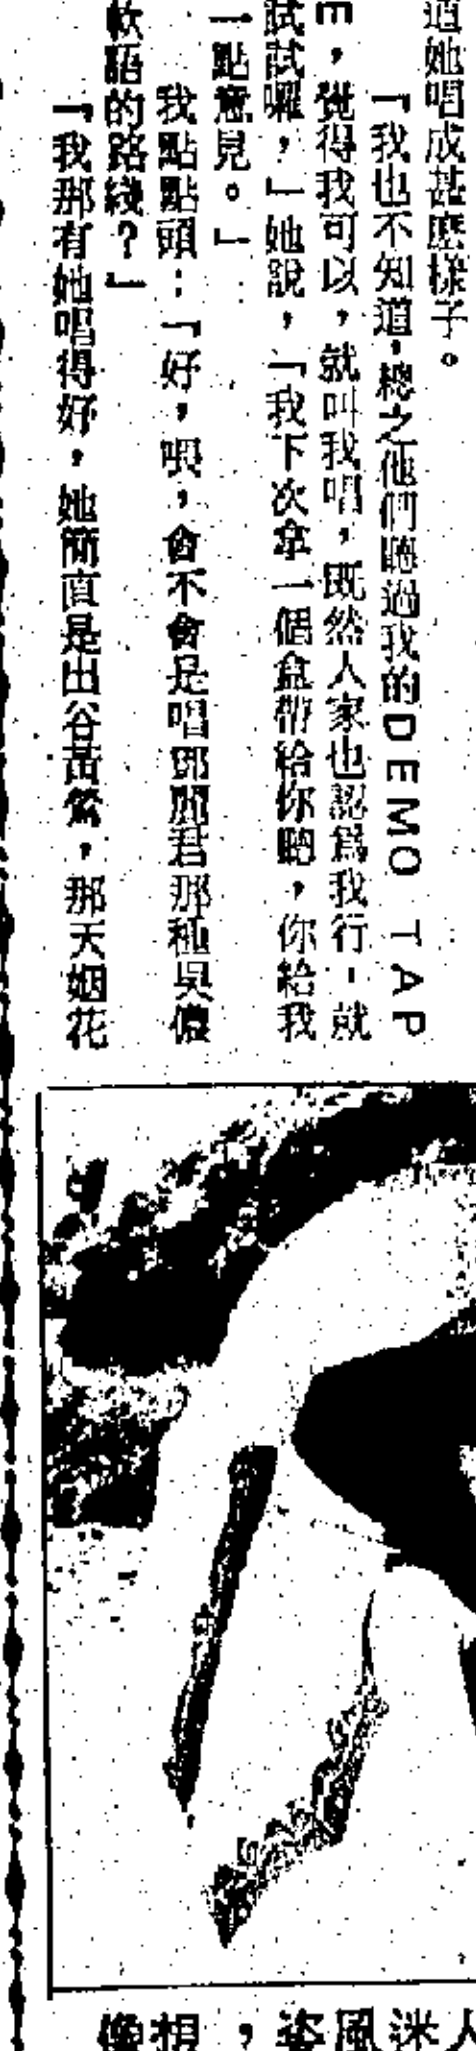 道她唱成甚麼樣子。
「我也不知道，總之他們聽過我的DEMO TAP
E，覺得我可以，就叫我唱，既然人家也認爲我行，就
試試囉，」她說，「我下次拿一個盒帶給你聽，你給我
一點意見。」
我點點頭：「好，喂，會不會是唱鄧麗君那種吳儂
軟語的路綫？」
「我那有她唱得好，她簡直是出谷黃鶯，那天烟花
人迷風姿，想像